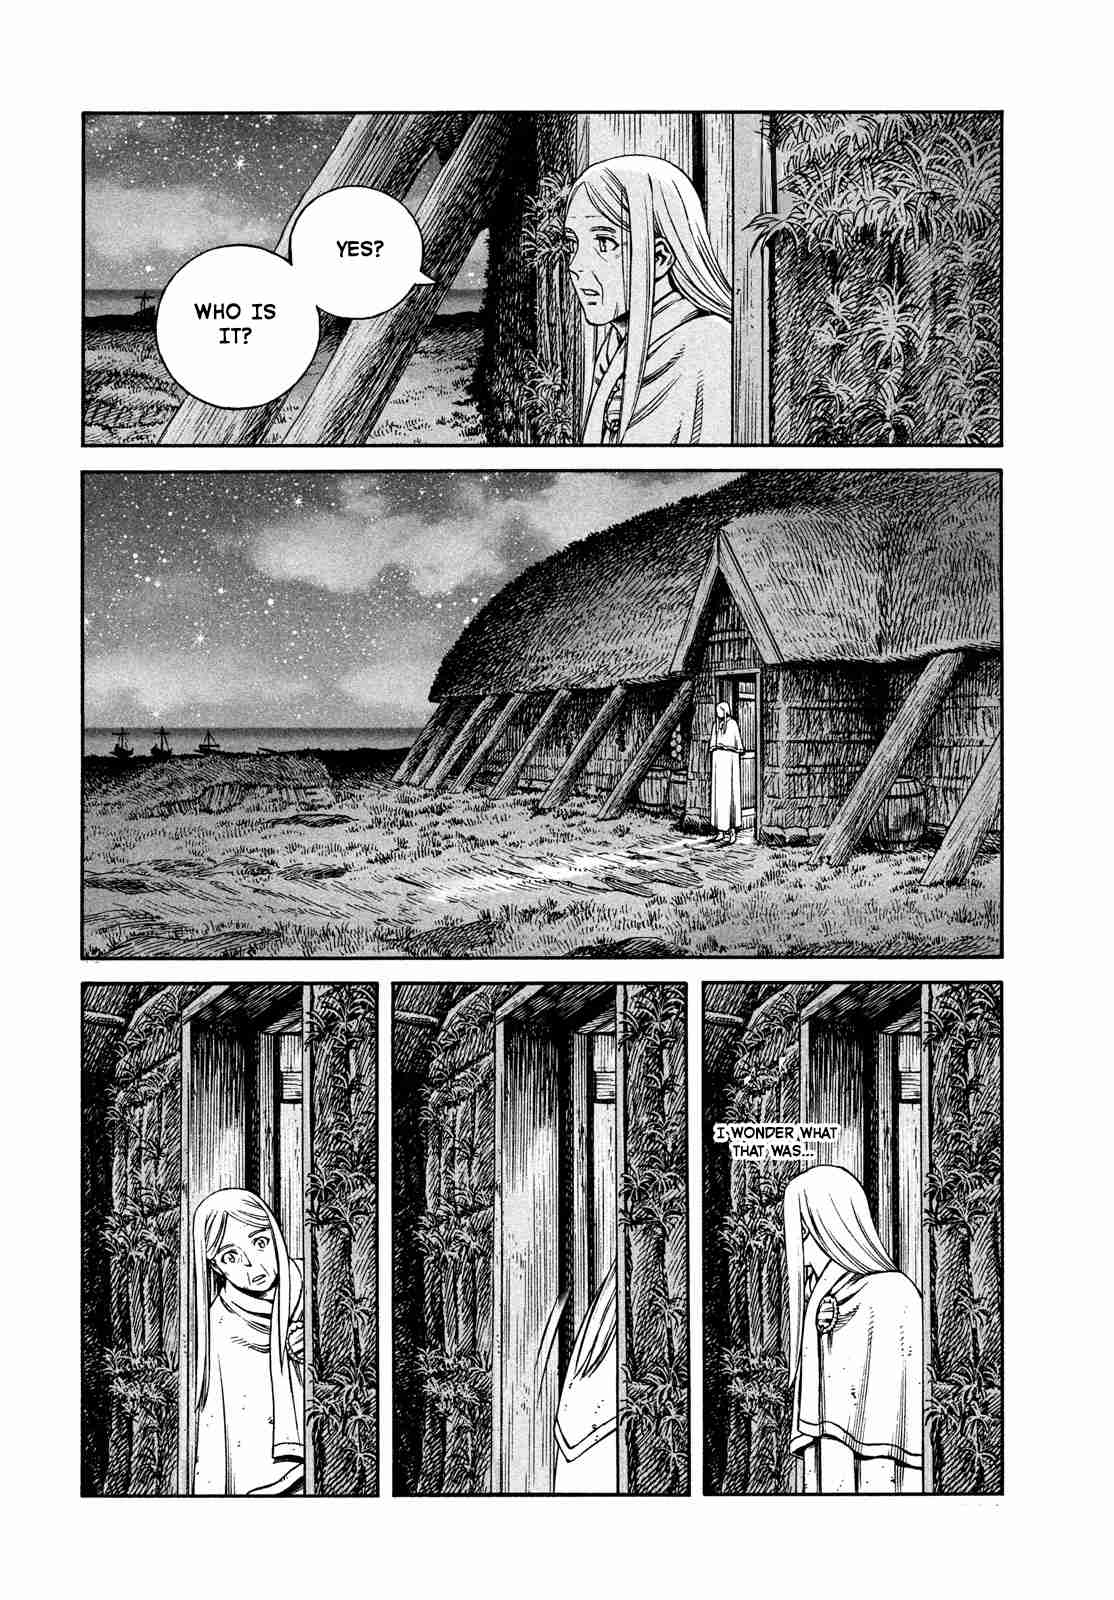 YES?
WHO IS
IT?
I WONDER WHAT
THAT WAS...